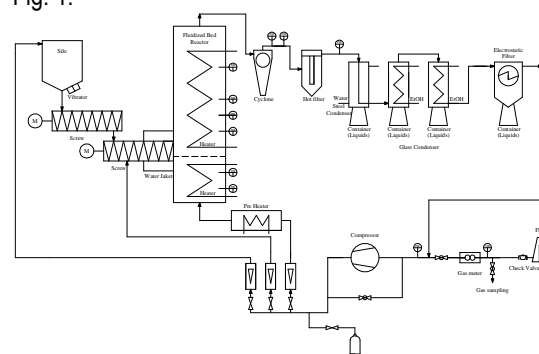 Fig. 1.
Silo
Vibrator
M
Screw
M
Screw
Water Jaket
Fluidized Bed
Reactor
Heater
Heater
Pre Heater
Cyclone
Hot filter
Water
Steel
Condenser
Container
(Liquids)
EtOH
Container
(Liquids)
EtOH
Container
(Liquids)
Glass Condenser
Electrostatic
Filter
Container
(Liquids)
Compressor
Gas meter
Gas sampling
Check Valve